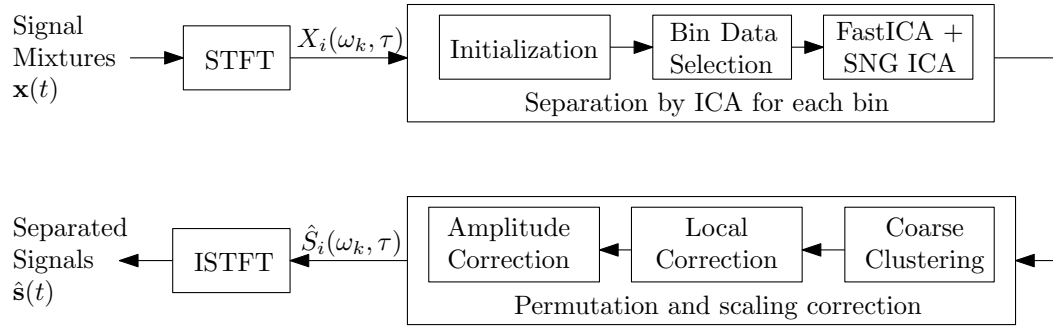 Signal
Mixtures
x(t)
STFT
X_i(ω_k, τ)
Initialization
Bin Data
Selection
FastICA +
SNG ICA
Separation by ICA for each bin
Separated
Signals
ŝ(t)
ISTFT
Ŝ_i(ω_k, τ)
Amplitude
Correction
Local
Correction
Coarse
Clustering
Permutation and scaling correction